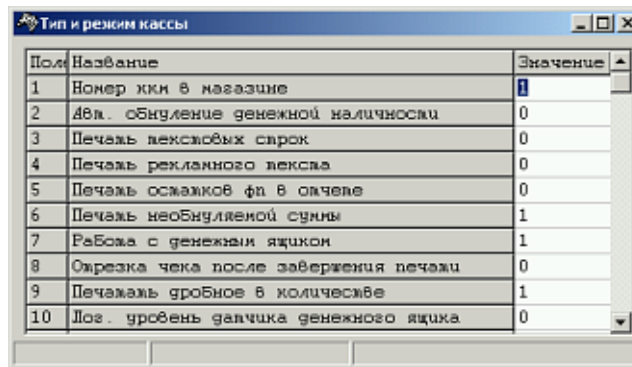 Тип и режим кассы
Поле Название Значение
1 Номер ккм в магазине 1
2 Авт. обнуление денежной наличности 0
3 Печать текстовых строк 0
4 Печать рекламного текста 0
5 Печать остатков фп в отчете 0
6 Печать необнуляемой суммы 1
7 Работа с денежным ящиком 1
8 Отрезка чека после завершения печати 0
9 Печатать дробное в количестве 1
10 Лог. уровень датчика денежного ящика 0